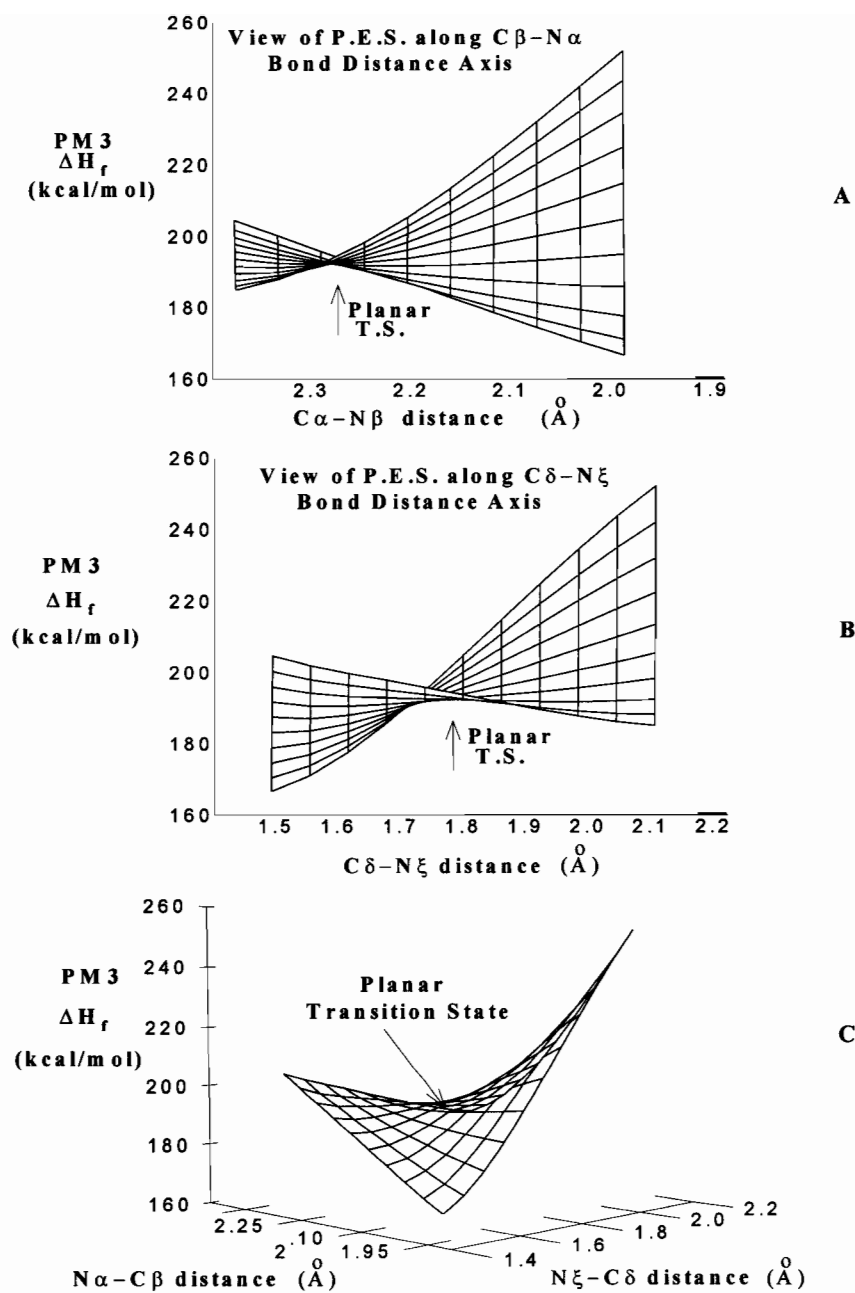 260
View of P.E.S. along Cβ–Nα
Bond Distance Axis
240
PM3
ΔHf
(kcal/mol)
220
200
180
160
Planar
T.S.
A
2.3 2.2 2.1 2.0 1.9
Cα–Nβ distance (Å)
260
View of P.E.S. along Cδ–Nξ
Bond Distance Axis
240
PM3
ΔHf
(kcal/mol)
220
200
180
160
Planar
T.S.
B
1.5 1.6 1.7 1.8 1.9 2.0 2.1 2.2
Cδ–Nξ distance (Å)
260
240
PM3
ΔHf
(kcal/mol)
220
200
180
160
Planar
Transition State
C
2.25 2.10 2.10 1.95
1.4 1.6 1.8 2.0 2.2
Nα–Cβ distance (Å)
Nξ–Cδ distance (Å)